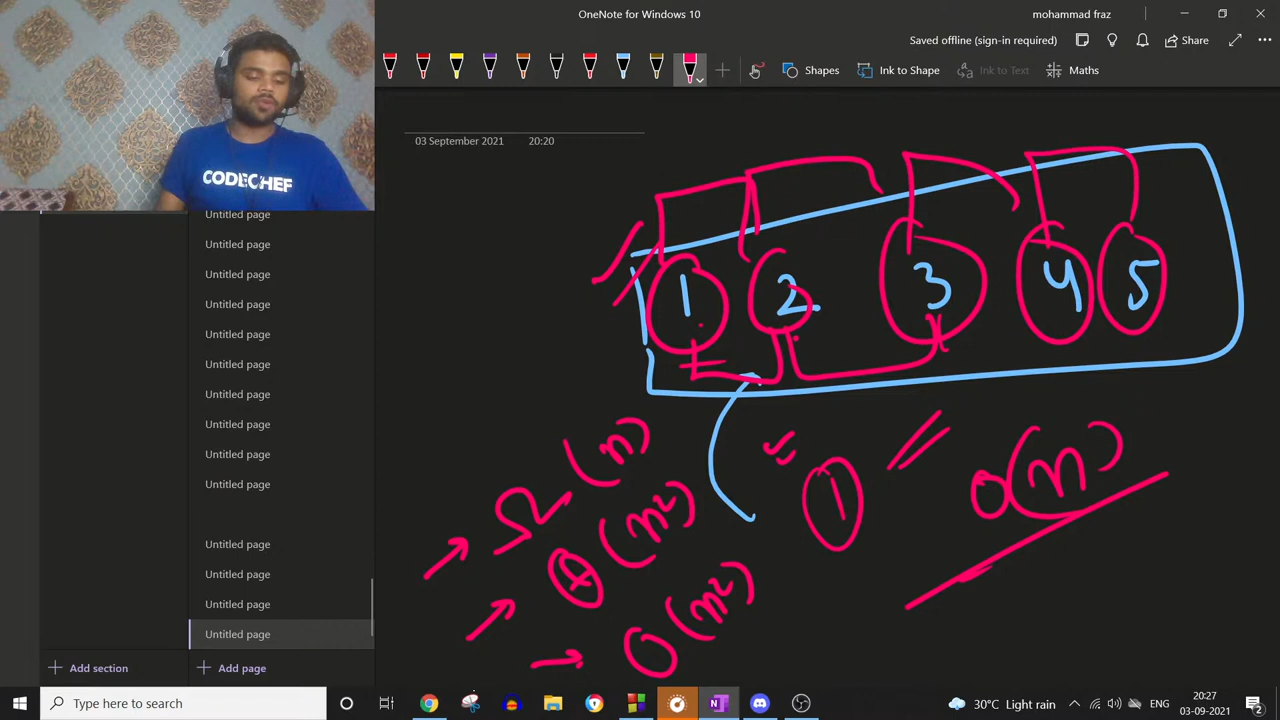 OneNote for Windows 10
mohammad fraz
Saved offline (sign-in required)
Share
Shapes
Ink to Shape
Ink to Text
Maths
CODECHEF
03 September 2021 20:20
Untitled page
Untitled page
Untitled page
Untitled page
Untitled page
Untitled page
Untitled page
Untitled page
Untitled page
Untitled page
Untitled page
Untitled page
Untitled page
Untitled page
1 2 3 4 5
Ω(n)
Θ(n²)
O(n²)
1
O(n)
Add section
Add page
Type here to search
30°C Light rain
ENG
20:27
03-09-2021
2